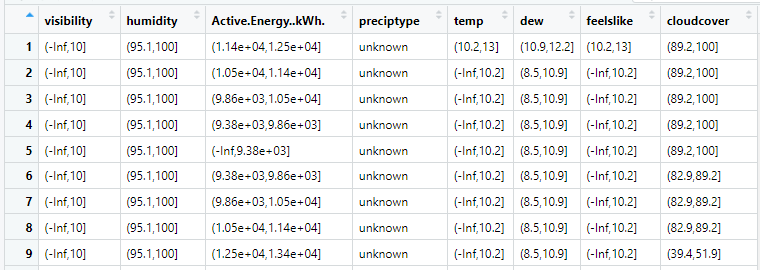 visibility humidity Active.Energy..kWh. preciptype temp dew feelslike cloudcover
1 (-Inf,10] (95.1,100] (1.14e+04,1.25e+04] unknown (10.2,13] (10.9,12.2] (10.2,13] (89.2,100]
2 (-Inf,10] (95.1,100] (1.05e+04,1.14e+04] unknown (-Inf,10.2] (8.5,10.9] (-Inf,10.2] (89.2,100]
3 (-Inf,10] (95.1,100] (9.86e+03,1.05e+04] unknown (-Inf,10.2] (8.5,10.9] (-Inf,10.2] (89.2,100]
4 (-Inf,10] (95.1,100] (9.38e+03,9.86e+03] unknown (-Inf,10.2] (8.5,10.9] (-Inf,10.2] (89.2,100]
5 (-Inf,10] (95.1,100] (-Inf,9.38e+03] unknown (-Inf,10.2] (8.5,10.9] (-Inf,10.2] (89.2,100]
6 (-Inf,10] (95.1,100] (9.38e+03,9.86e+03] unknown (-Inf,10.2] (8.5,10.9] (-Inf,10.2] (82.9,89.2]
7 (-Inf,10] (95.1,100] (9.86e+03,1.05e+04] unknown (-Inf,10.2] (8.5,10.9] (-Inf,10.2] (82.9,89.2]
8 (-Inf,10] (95.1,100] (1.05e+04,1.14e+04] unknown (-Inf,10.2] (8.5,10.9] (-Inf,10.2] (82.9,89.2]
9 (-Inf,10] (95.1,100] (1.25e+04,1.34e+04] unknown (-Inf,10.2] (8.5,10.9] (-Inf,10.2] (39.4,51.9]